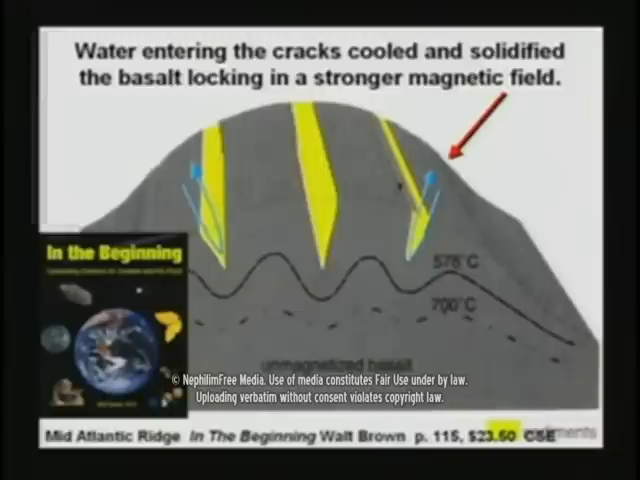 Water entering the cracks cooled and solidified
the basalt locking in a stronger magnetic field.
578°C
700°C
In the Beginning
unmagnetized basalt
© NephilimFree Media. Use of media constitutes Fair Use under by law.
Uploading verbatim without consent violates copyright law.
Mid Atlantic Ridge In The Beginning Walt Brown p. 115, $23.50 CSE